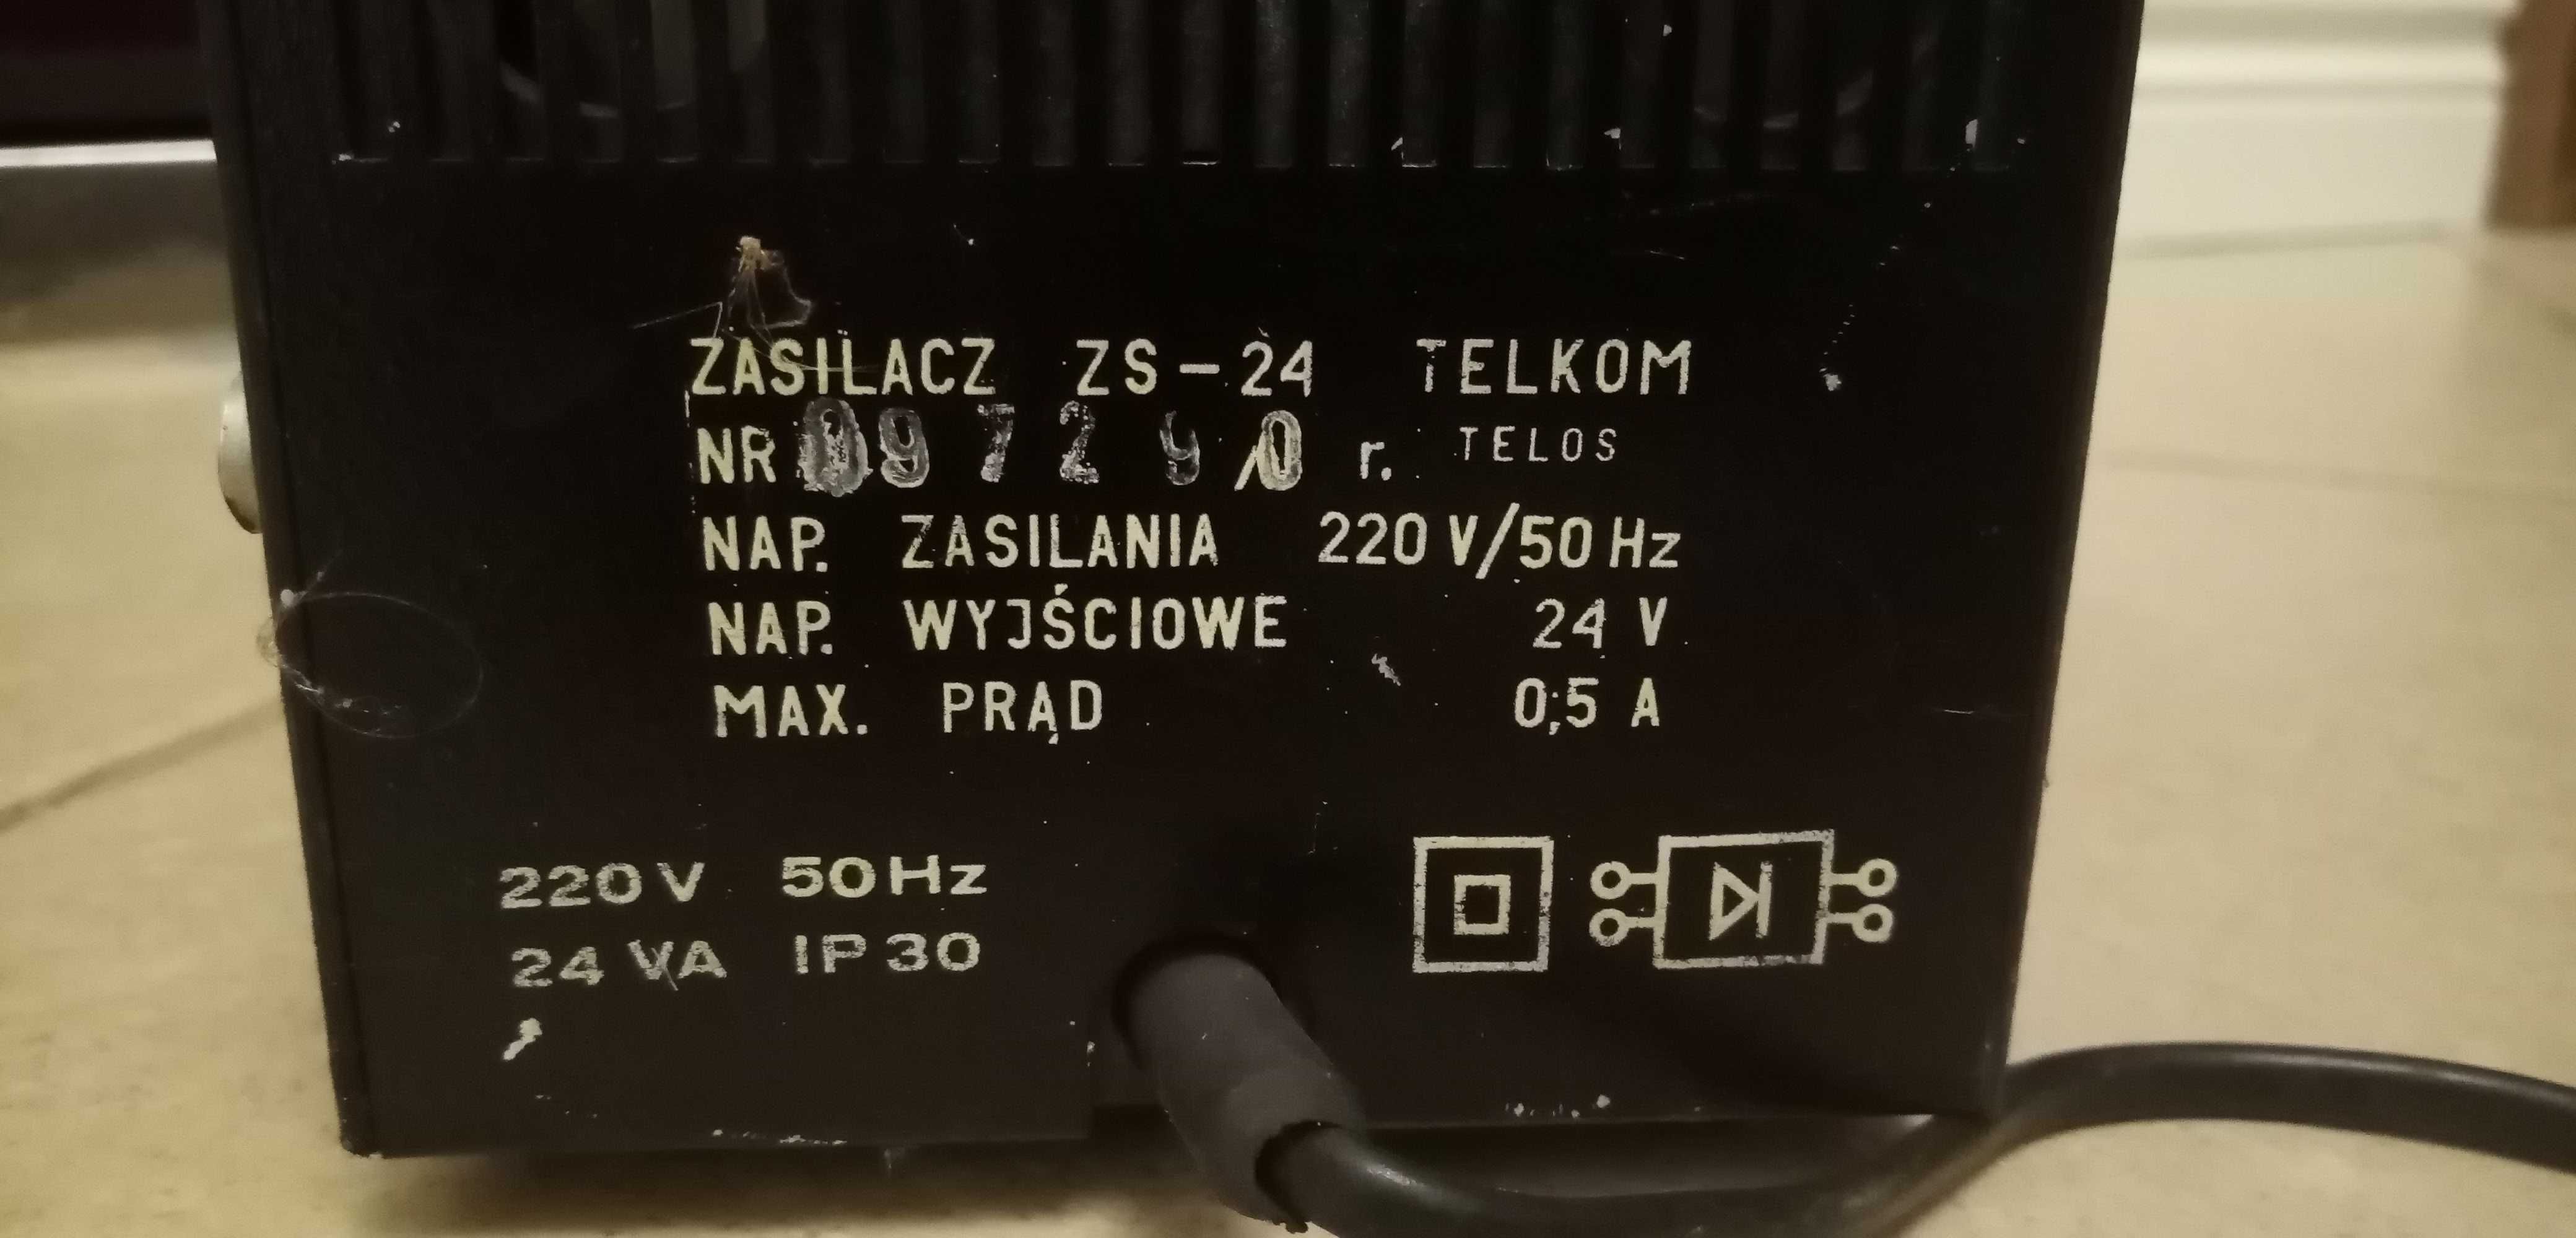 ZASILACZ ZS-24 TELKOM
NR r. TELOS
NAP. ZASILANIA 220 V/50 Hz
NAP. WYJŚCIOWE 24 V
MAX. PRĄD 0,5 A
220V 50Hz
24 VA IP30